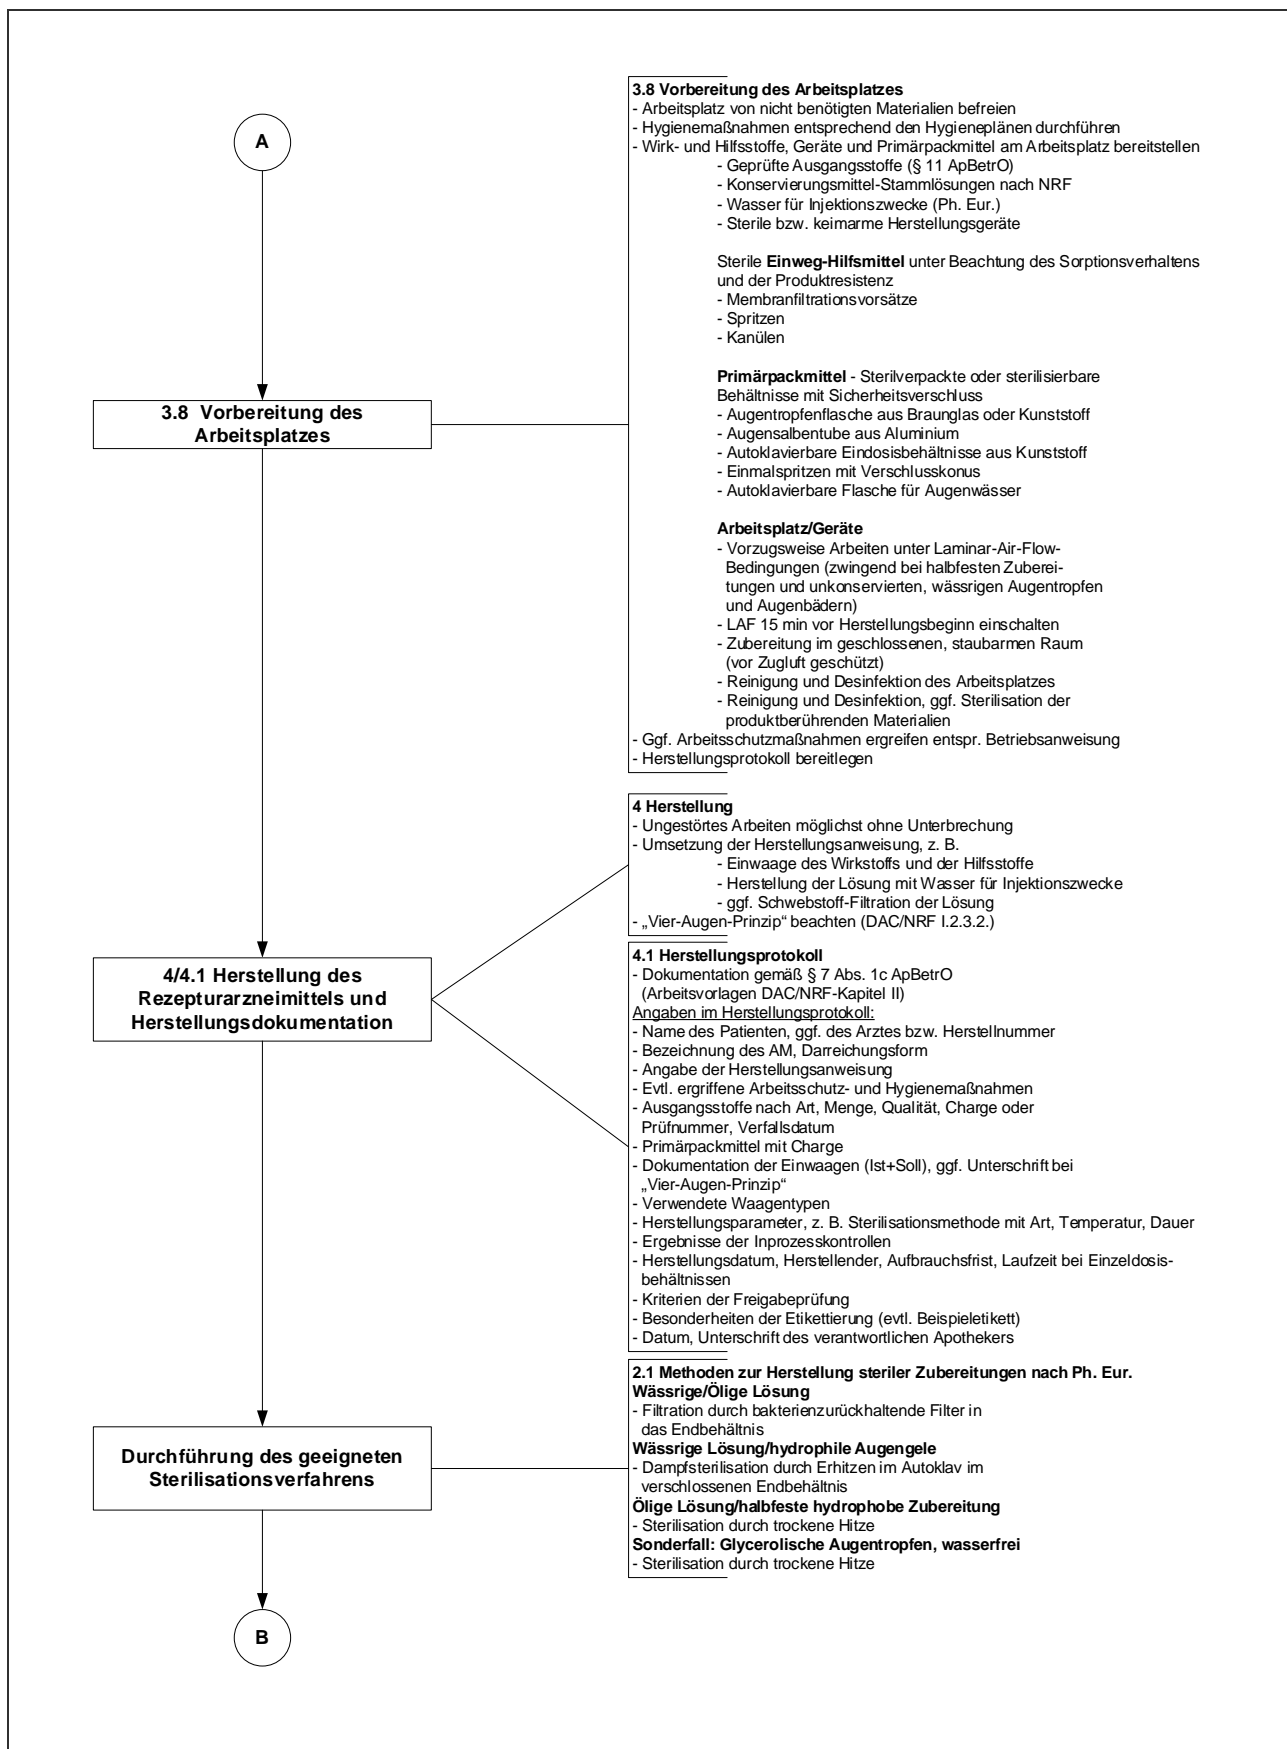 A
3.8 Vorbereitung des Arbeitsplatzes
- Arbeitsplatz von nicht benötigten Materialien befreien
- Hygienemaßnahmen entsprechend den Hygieneplänen durchführen
- Wirk- und Hilfsstoffe, Geräte und Primärpackmittel am Arbeitsplatz bereitstellen
- Geprüfte Ausgangsstoffe (§ 11 ApBetrO)
- Konservierungsmittel-Stammlösungen nach NRF
- Wasser für Injektionszwecke (Ph. Eur.)
- Sterile bzw. keimarme Herstellungsgeräte
Sterile Einweg-Hilfsmittel unter Beachtung des Sorptionsverhaltens
und der Produktresistenz
- Membranfiltrationsvorsätze
- Spritzen
- Kanülen
Primärpackmittel - Sterilverpackte oder sterilisierbare
Behältnisse mit Sicherheitsverschluss
- Augentropfenflasche aus Braunglas oder Kunststoff
- Augensalbentube aus Aluminium
- Autoklavierbare Eindosisbehältnisse aus Kunststoff
- Einmalspritzen mit Verschlusskonus
- Autoklavierbare Flasche für Augenwässer
Arbeitsplatz/Geräte
- Vorzugsweise Arbeiten unter Laminar-Air-Flow-
Bedingungen (zwingend bei halbfesten Zuberei-
tungen und unkonservierten, wässrigen Augentropfen
und Augenbädern)
- LAF 15 min vor Herstellungsbeginn einschalten
- Zubereitung im geschlossenen, staubarmen Raum
(vor Zugluft geschützt)
- Reinigung und Desinfektion des Arbeitsplatzes
- Reinigung und Desinfektion, ggf. Sterilisation der
produktberührenden Materialien
- Ggf. Arbeitsschutzmaßnahmen ergreifen entspr. Betriebsanweisung
- Herstellungsprotokoll bereitlegen
3.8 Vorbereitung des
Arbeitsplatzes
4 Herstellung
- Ungestörtes Arbeiten möglichst ohne Unterbrechung
- Umsetzung der Herstellungsanweisung, z. B.
- Einwaage des Wirkstoffs und der Hilfsstoffe
- Herstellung der Lösung mit Wasser für Injektionszwecke
- ggf. Schwebstoff-Filtration der Lösung
- „Vier-Augen-Prinzip“ beachten (DAC/NRF I.2.3.2.)
4/4.1 Herstellung des
Rezepturarzneimittels und
Herstellungsdokumentation
4.1 Herstellungsprotokoll
- Dokumentation gemäß § 7 Abs. 1c ApBetrO
(Arbeitsvorlagen DAC/NRF-Kapitel II)
Angaben im Herstellungsprotokoll:
- Name des Patienten, ggf. des Arztes bzw. Herstellnummer
- Bezeichnung des AM, Darreichungsform
- Angabe der Herstellungsanweisung
- Evtl. ergriffene Arbeitsschutz- und Hygienemaßnahmen
- Ausgangsstoffe nach Art, Menge, Qualität, Charge oder
Prüfnummer, Verfallsdatum
- Primärpackmittel mit Charge
- Dokumentation der Einwaagen (Ist+Soll), ggf. Unterschrift bei
„Vier-Augen-Prinzip“
- Verwendete Waagentypen
- Herstellungsparameter, z. B. Sterilisationsmethode mit Art, Temperatur, Dauer
- Ergebnisse der Inprozesskontrollen
- Herstellungsdatum, Herstellender, Aufbrauchsfrist, Laufzeit bei Einzeldosis-
behältnissen
- Kriterien der Freigabeprüfung
- Besonderheiten der Etikettierung (evtl. Beispieletikett)
- Datum, Unterschrift des verantwortlichen Apothekers
Durchführung des geeigneten
Sterilisationsverfahrens
2.1 Methoden zur Herstellung steriler Zubereitungen nach Ph. Eur.
Wässrige/Ölige Lösung
- Filtration durch bakterienzurückhaltende Filter in
das Endbehältnis
Wässrige Lösung/hydrophile Augengele
- Dampfsterilisation durch Erhitzen im Autoklav im
verschlossenen Endbehältnis
Ölige Lösung/halbfeste hydrophobe Zubereitung
- Sterilisation durch trockene Hitze
Sonderfall: Glycerolische Augentropfen, wasserfrei
- Sterilisation durch trockene Hitze
B